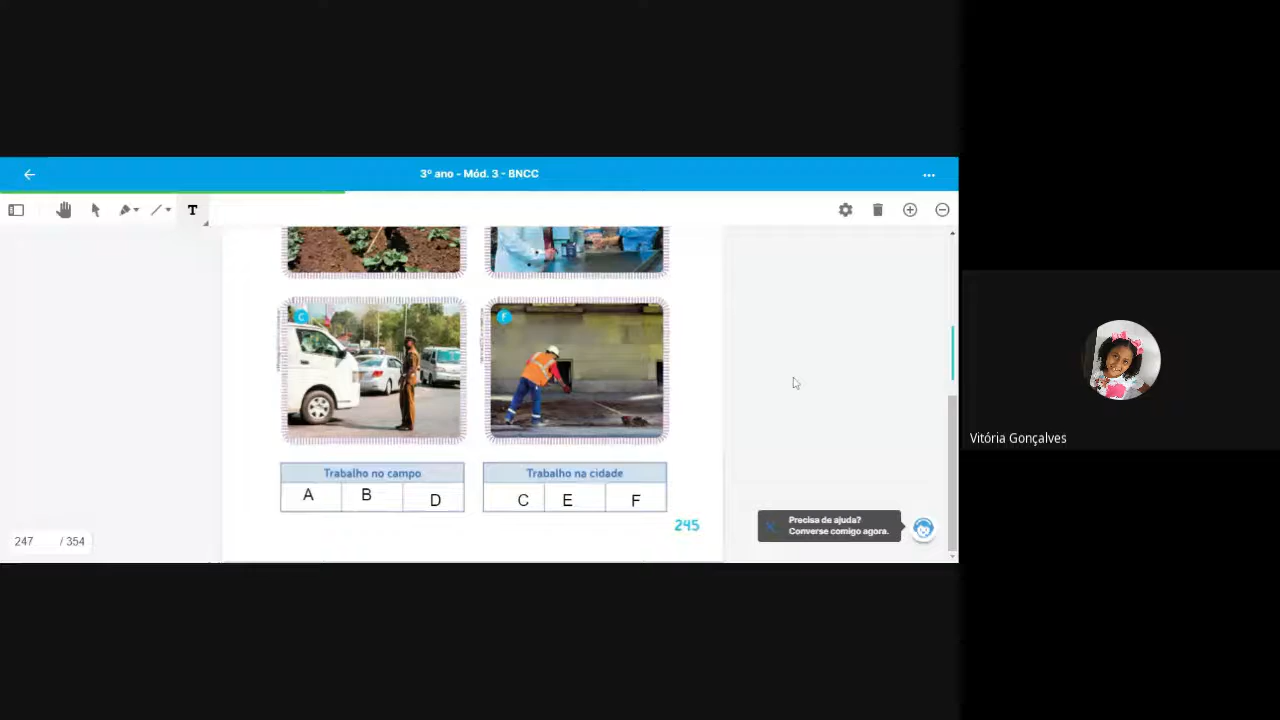 3º ano - Mód. 3 - BNCC
T
C
F
Trabalho no campo
A B D
Trabalho na cidade
C E F
245
Precisa de ajuda?
Converse comigo agora.
247 / 354
Vitória Gonçalves